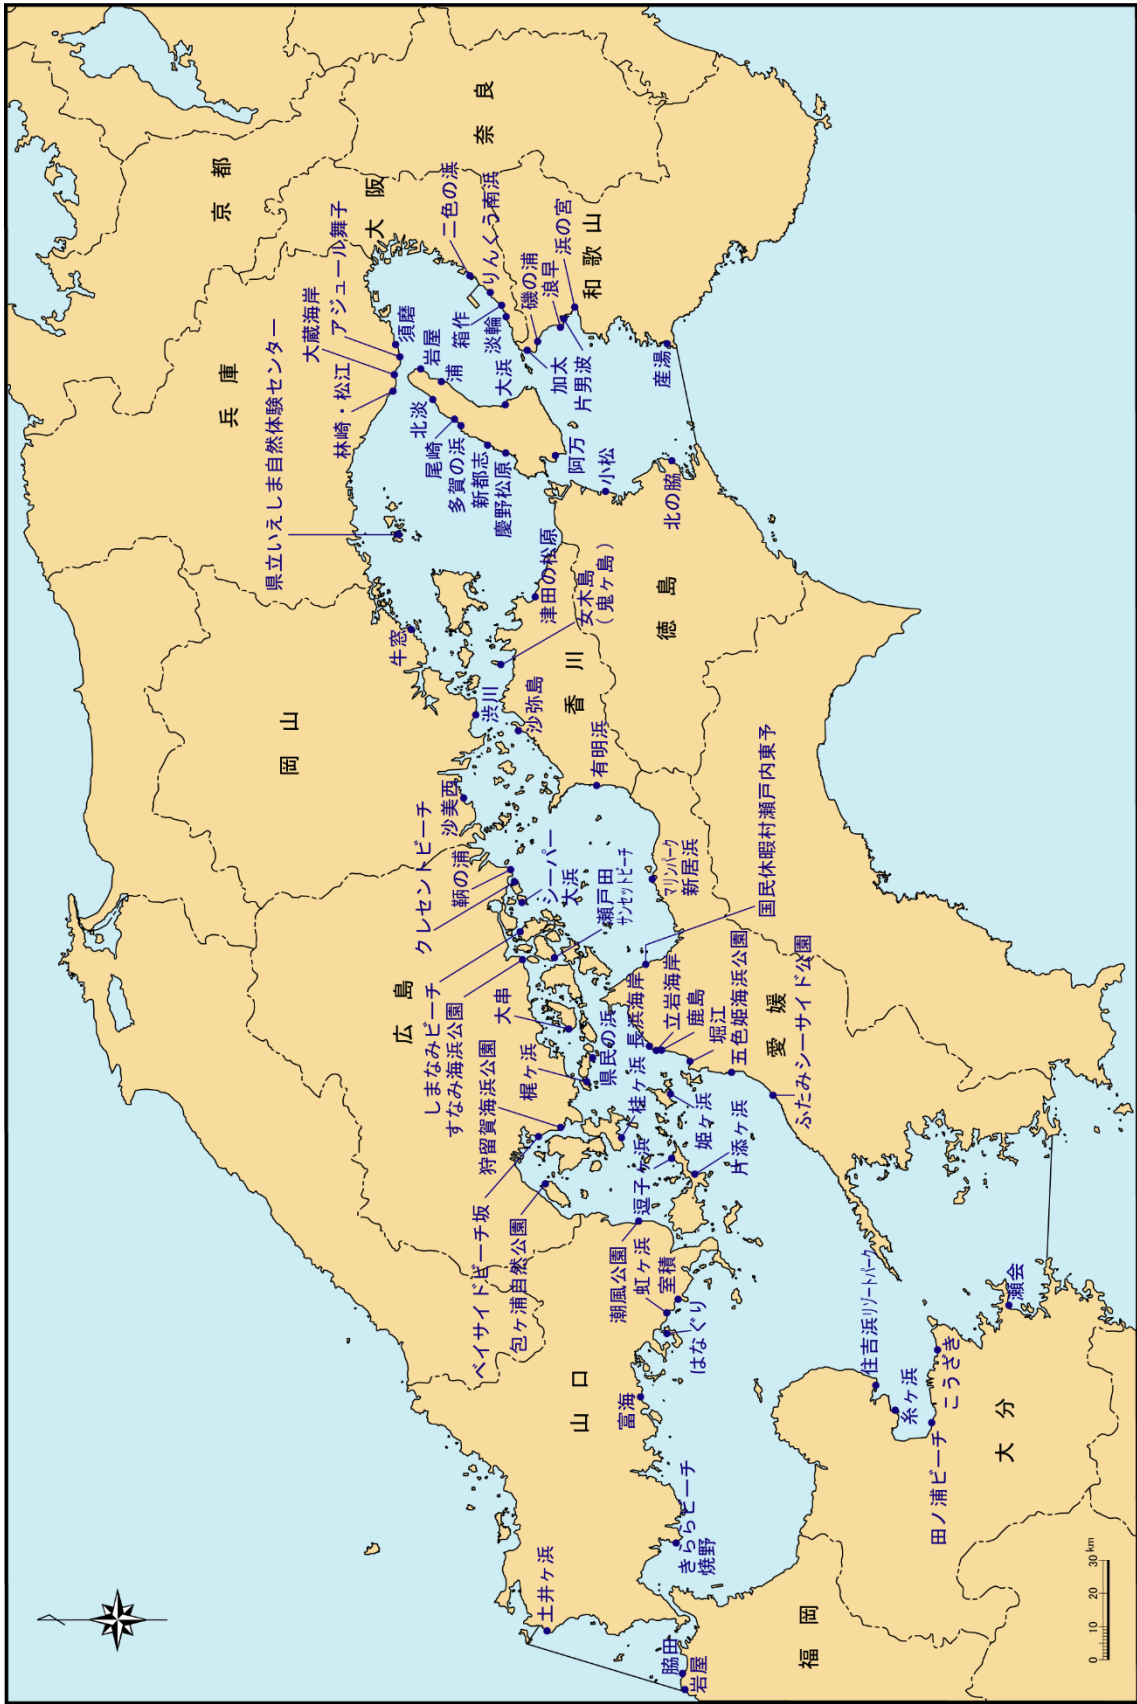 京都
兵庫
大阪
奈良
和歌山
岡山
広島
山口
香川
徳島
愛媛
福岡
大分
県立いえしま自然体験センター
林崎・松江
大蔵海岸
アジュール舞子
須磨
岩屋
浦
北淡
尾崎
多賀の浜
新都志
慶野松原
大浜
阿万
二色の浜
りんくう南浜
箱作
淡輪
磯の浦
加太
浪早
片男波
浜の宮
産湯
小松
北の脇
牛窓
渋川
沙美西
津田の松原
女木島
(鬼ヶ島)
沙弥島
有明浜
鞆の浦
クレセントビーチ
シーパーク
大浜
しまなみビーチ
すなみ海浜公園
瀬戸田
サンセットビーチ
大串
県民の浜
梶ヶ浜
狩留賀海浜公園
ベイサイドビーチ坂
包ヶ浦自然公園
桂ヶ浜
長浜海岸
マリンパーク
新居浜
国民休暇村瀬戸内東予
立岩海岸
鹿島
堀江
五色姫海浜公園
ふたみシーサイド公園
姫ヶ浜
逗子ヶ浜
片添ヶ浜
潮風公園
虹ヶ浜
室積
はなぐり
富海
きららビーチ
焼野
土井ヶ浜
脇田
岩屋
住吉浜リゾートパーク
糸ヶ浜
田ノ浦ビーチ
こうざき
瀬会
0 10 20 30 km